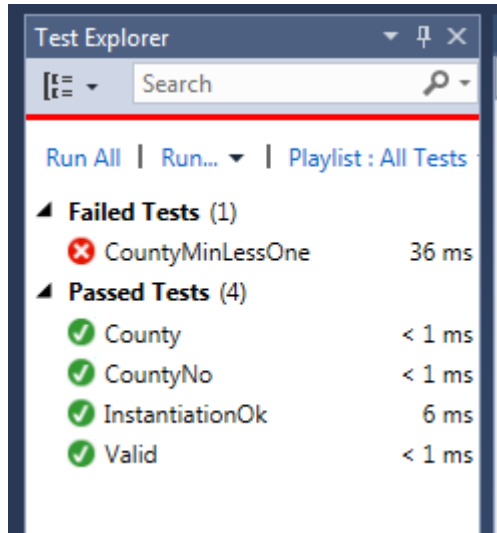 Test Explorer
Search
Run All | Run... | Playlist : All Tests
Failed Tests (1)
CountyMinLessOne 36 ms
Passed Tests (4)
County < 1 ms
CountyNo < 1 ms
InstantiationOk 6 ms
Valid < 1 ms